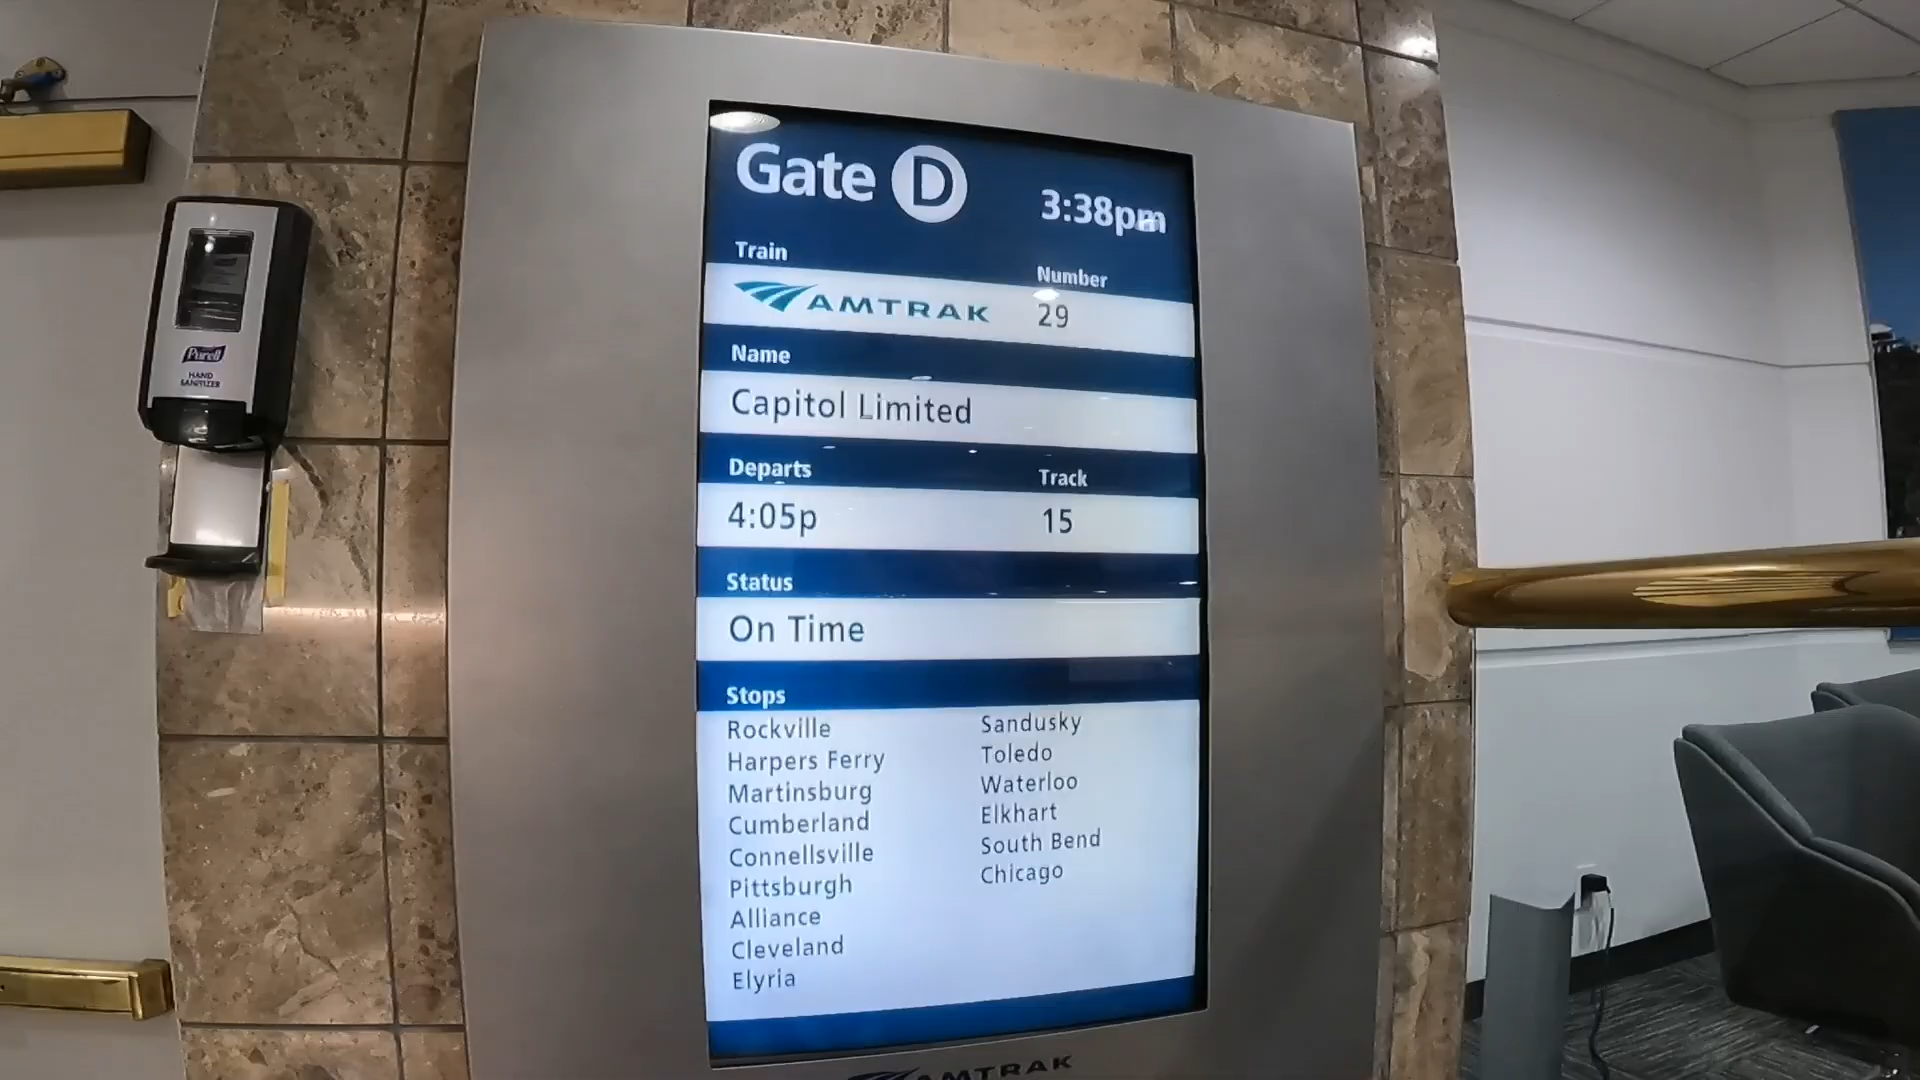 Gate D
3:38pm
Train
Number
AMTRAK
29
Name
Capitol Limited
Departs
Track
4:05p
15
Status
On Time
Stops
Rockville
Harpers Ferry
Martinsburg
Cumberland
Connellsville
Pittsburgh
Alliance
Cleveland
Elyria
Sandusky
Toledo
Waterloo
Elkhart
South Bend
Chicago
AMTRAK
Purell
HAND
SANITIZER